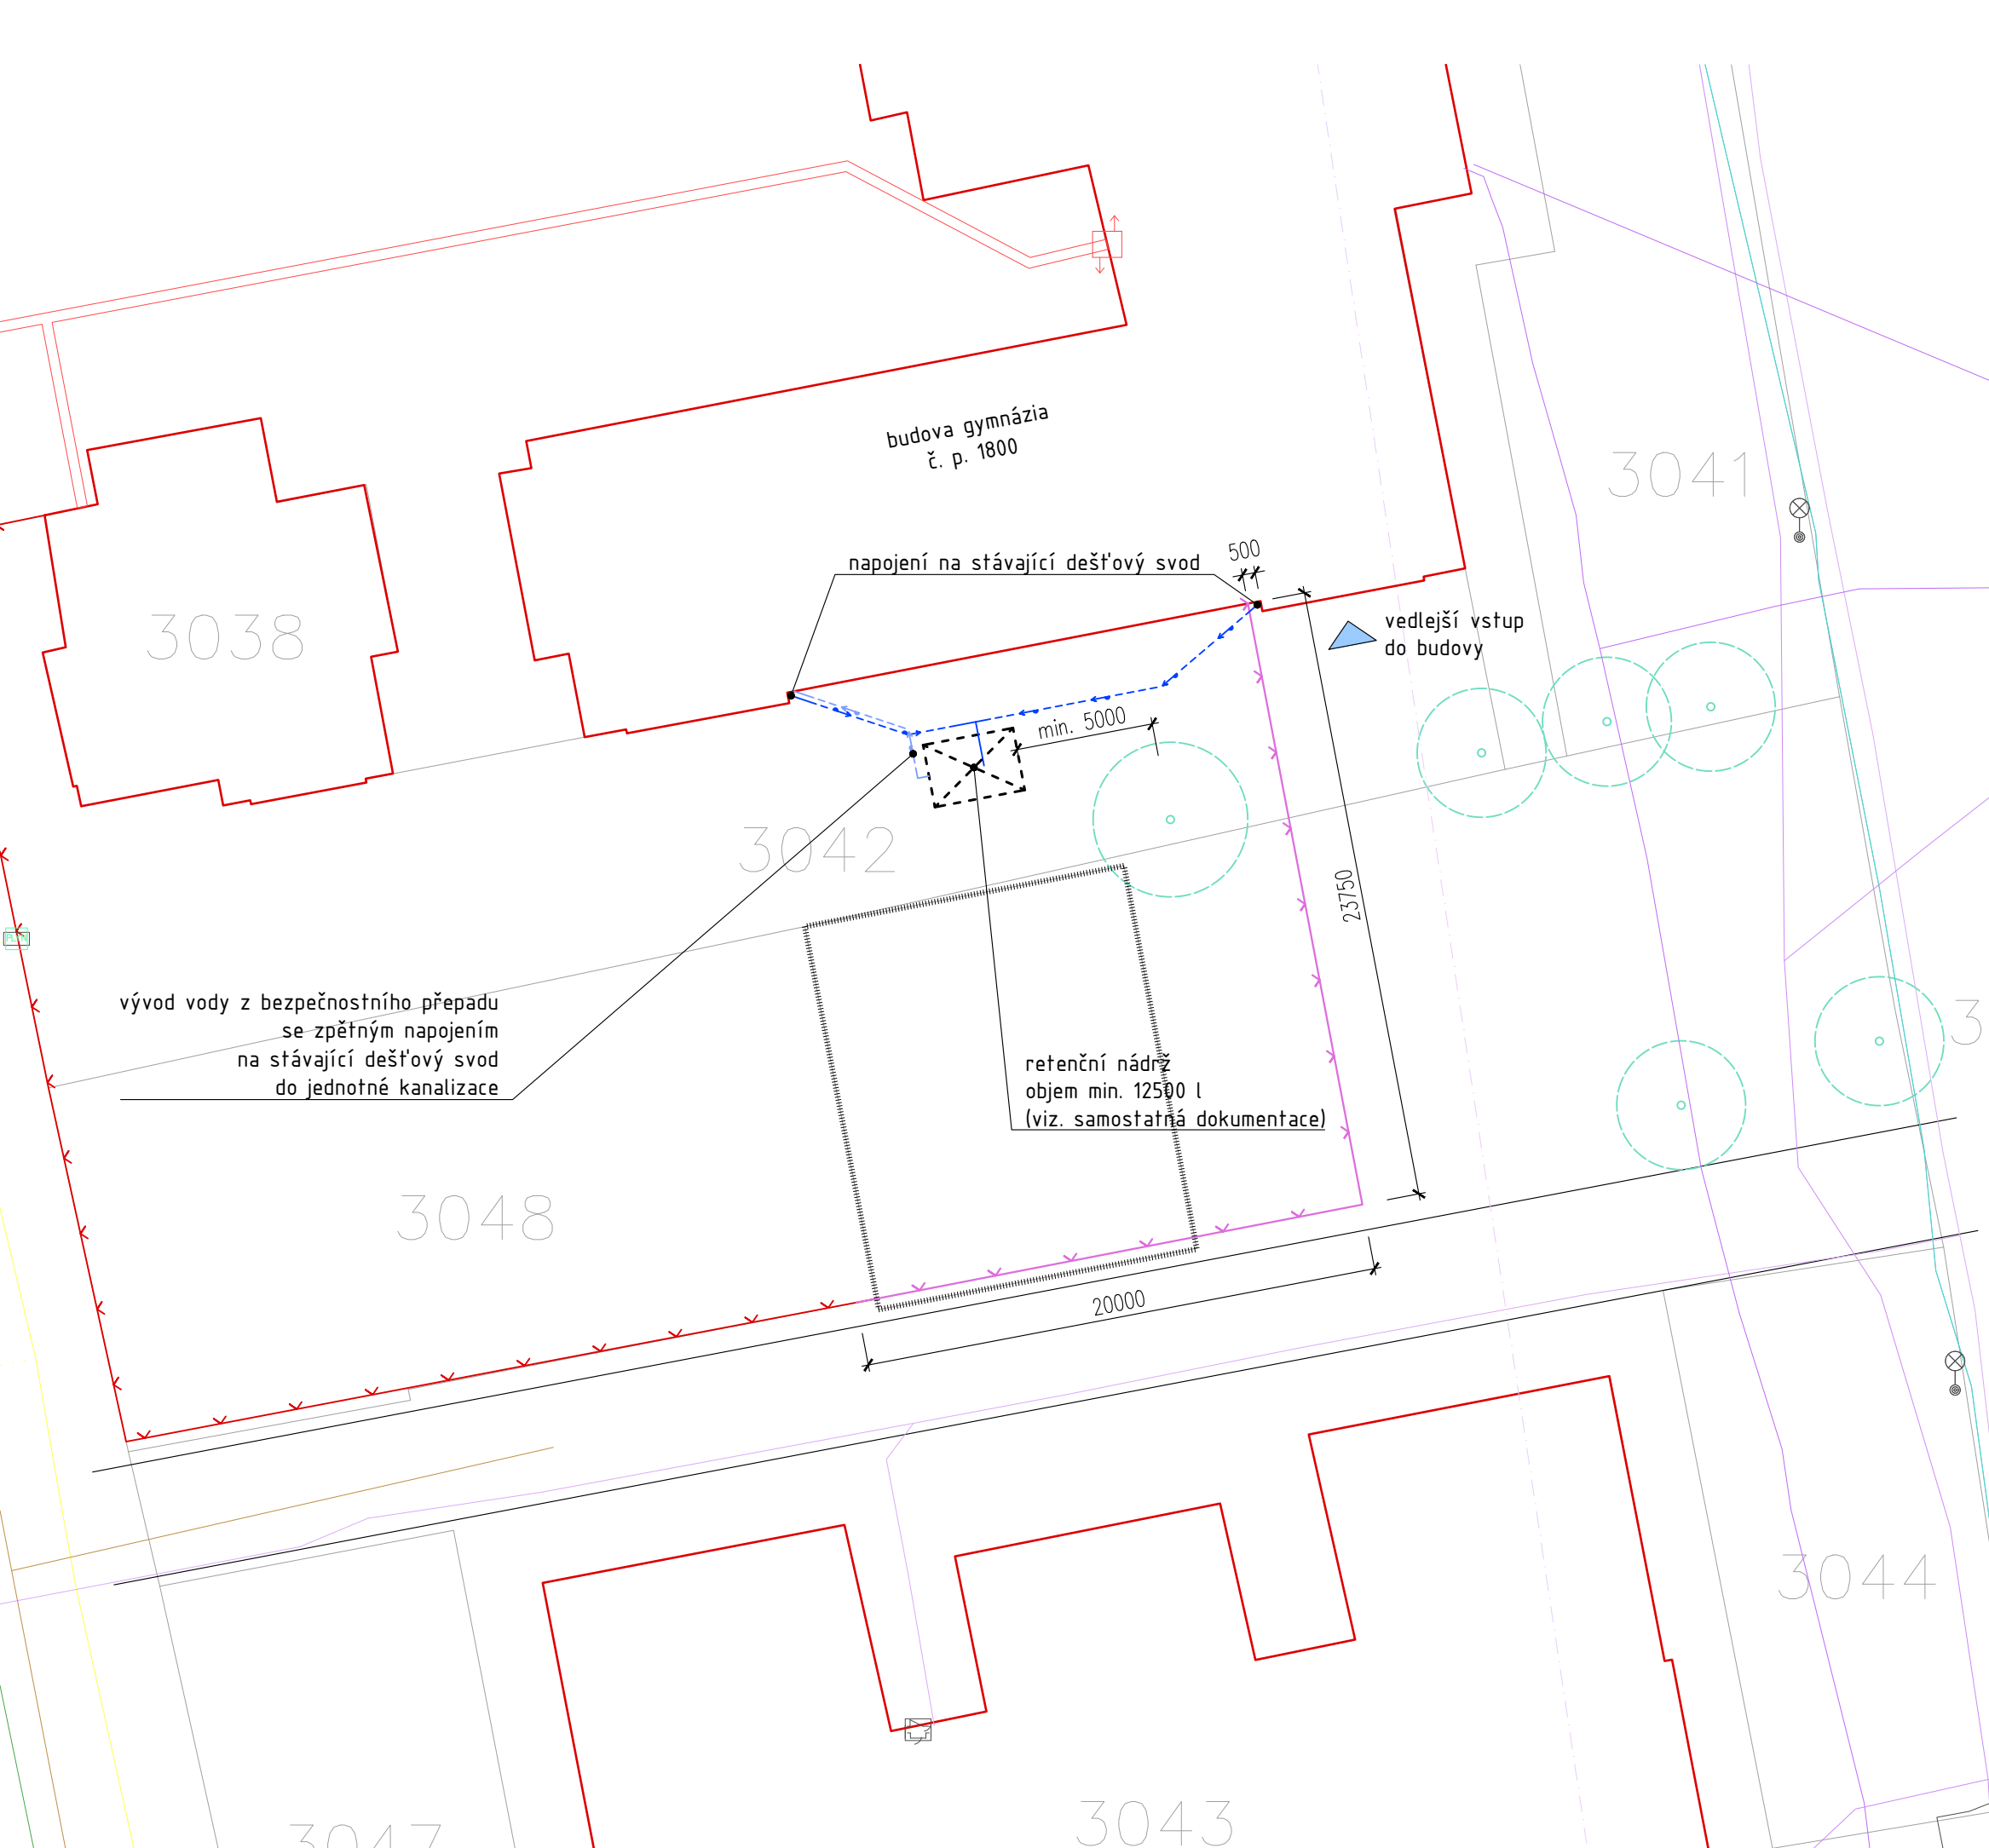 budova gymnázia
č. p. 1800
3041
napojení na stávající dešťový svod
500
3038
vedlejší vstup
do budovy
min. 5000
3042
23750
vývod vody z bezpečnostního přepadu
se zpětným napojením
na stávající dešťový svod
do jednotné kanalizace
3
retenční nádrž
objem min. 12500 l
(viz. samostatná dokumentace)
3048
20000
3044
3043
3047